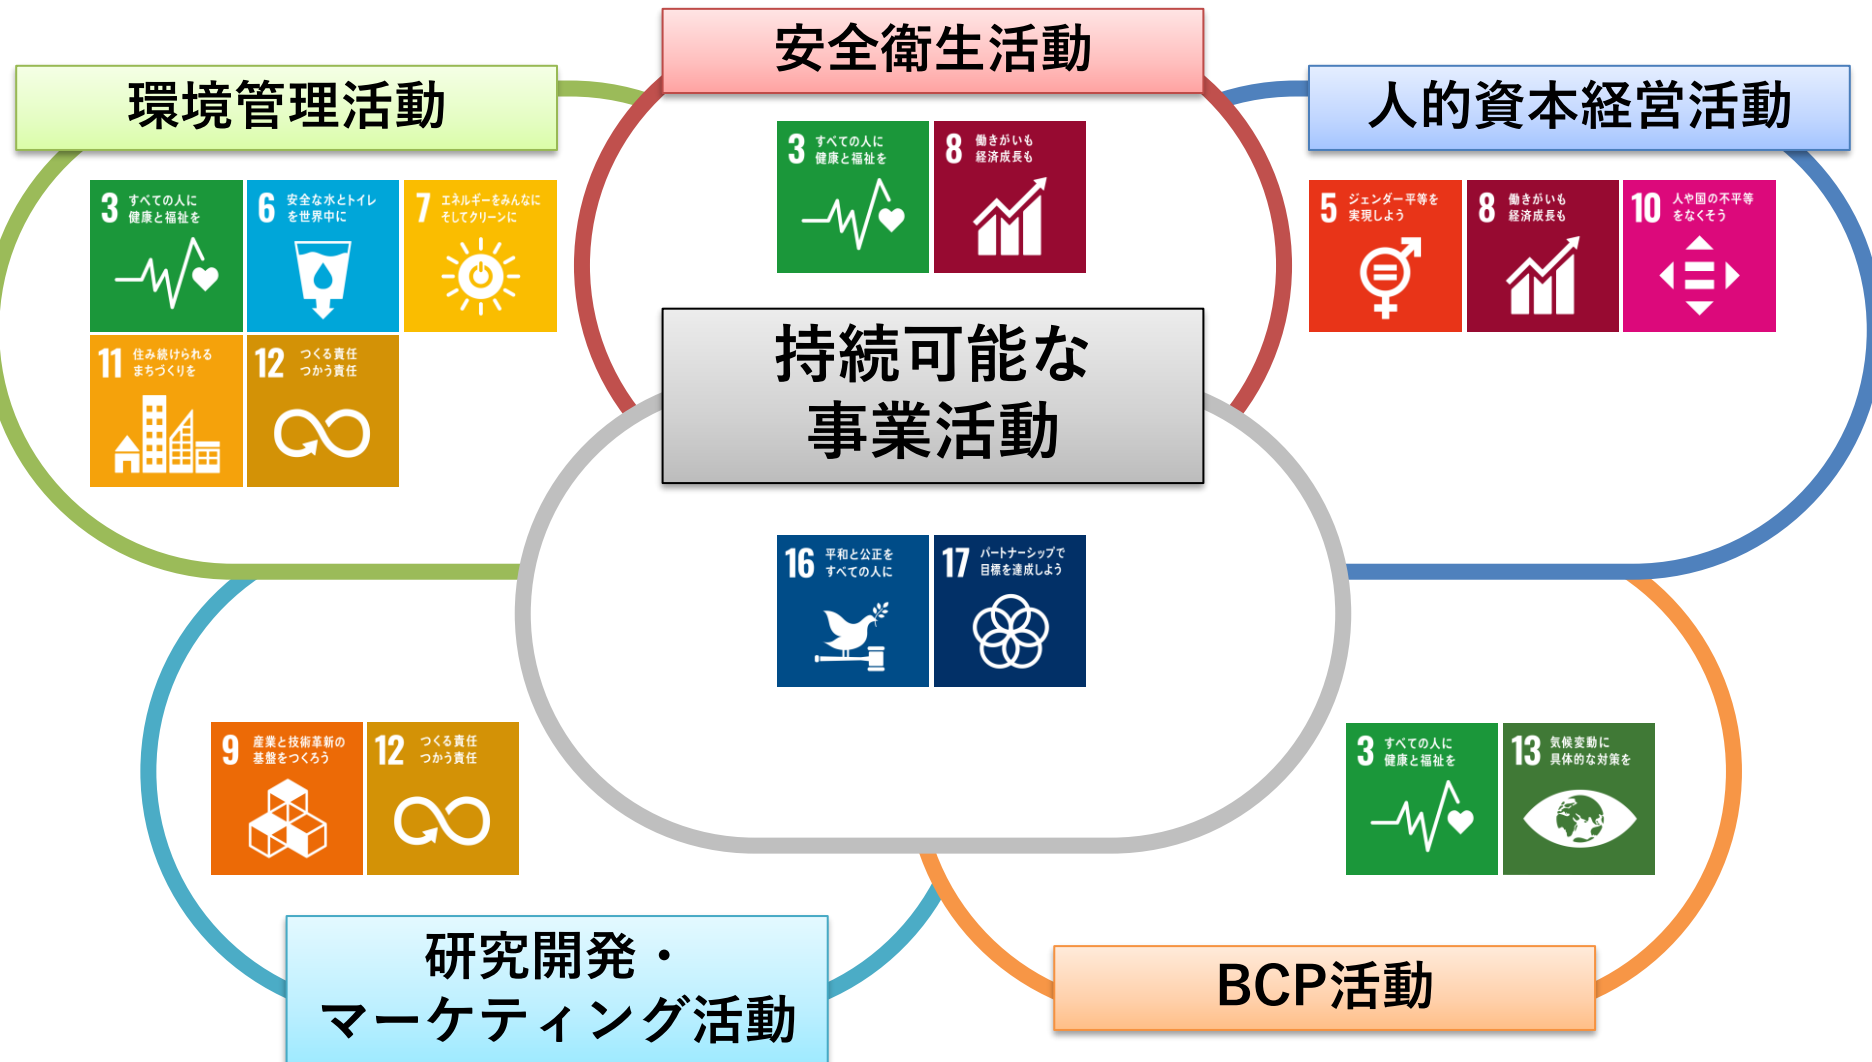 安全衛生活動
環境管理活動
人的資本経営活動
3 すべての人に
健康と福祉を
8 働きがいも
経済成長も
3 すべての人に
健康と福祉を
6 安全な水とトイレ
を世界中に
7 エネルギーをみんなに
そしてクリーンに
11 住み続けられる
まちづくりを
12 つくる責任
つかう責任
5 ジェンダー平等を
実現しよう
8 働きがいも
経済成長も
10 人や国の不平等
をなくそう
持続可能な
事業活動
16 平和と公正を
すべての人に
17 パートナーシップで
目標を達成しよう
9 産業と技術革新の
基盤をつくろう
12 つくる責任
つかう責任
3 すべての人に
健康と福祉を
13 気候変動に
具体的な対策を
研究開発・
マーケティング活動
BCP活動